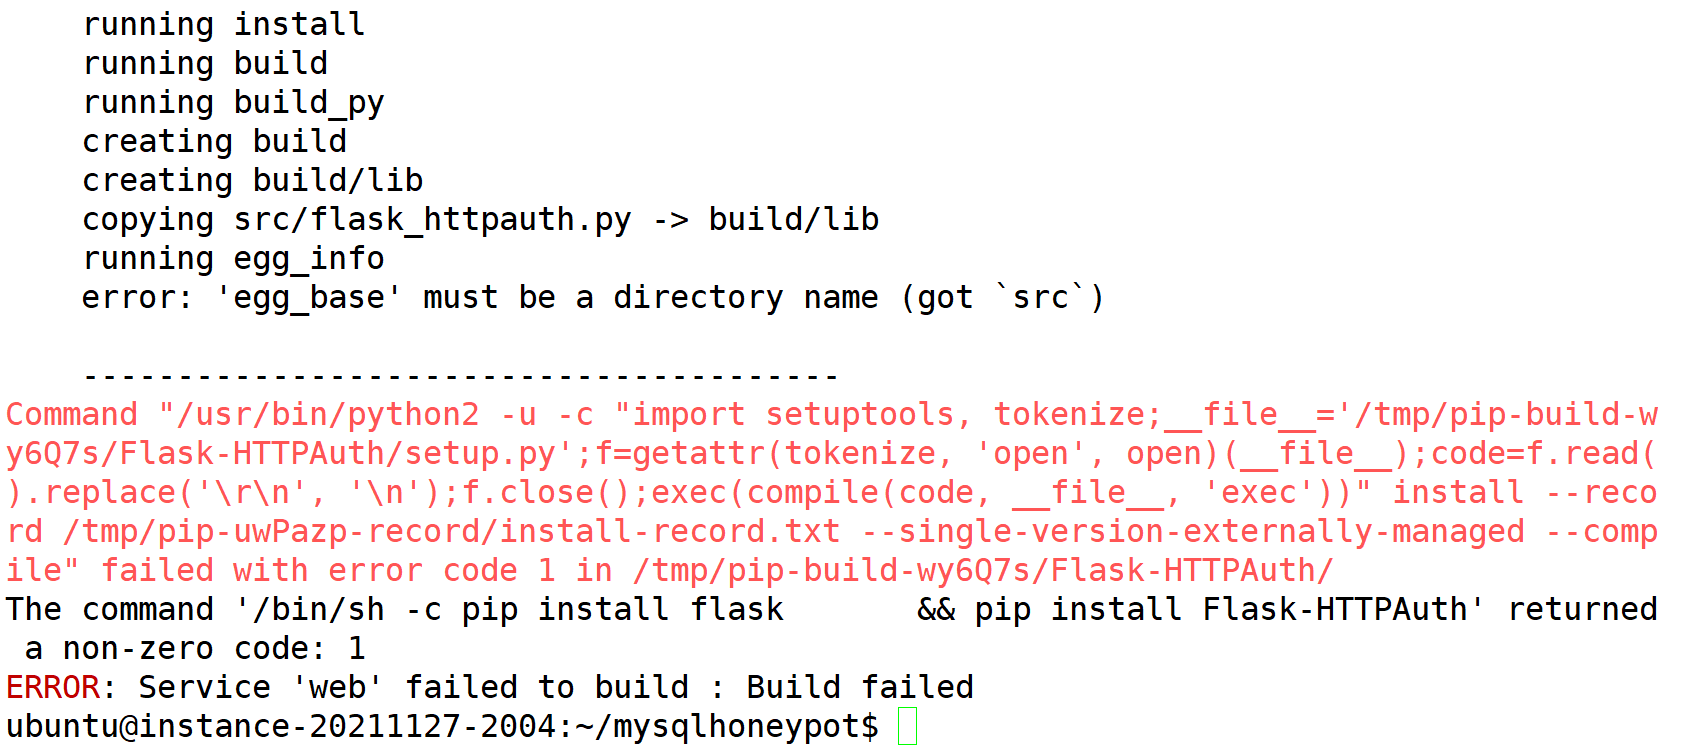 running install
running build
running build_py
creating build
creating build/lib
copying src/flask_httpauth.py -> build/lib
running egg_info
error: 'egg_base' must be a directory name (got `src`)
----------------------------------------
Command "/usr/bin/python2 -u -c "import setuptools, tokenize;__file__='/tmp/pip-build-w
y6Q7s/Flask-HTTPAuth/setup.py';f=getattr(tokenize, 'open', open)(__file__);code=f.read(
).replace('\r\n', '\n');f.close();exec(compile(code, __file__, 'exec'))" install --reco
rd /tmp/pip-uwPazp-record/install-record.txt --single-version-externally-managed --comp
ile" failed with error code 1 in /tmp/pip-build-wy6Q7s/Flask-HTTPAuth/
The command '/bin/sh -c pip install flask       && pip install Flask-HTTPAuth' returned
 a non-zero code: 1
ERROR: Service 'web' failed to build : Build failed
ubuntu@instance-20211127-2004:~/mysqlhoneypot$